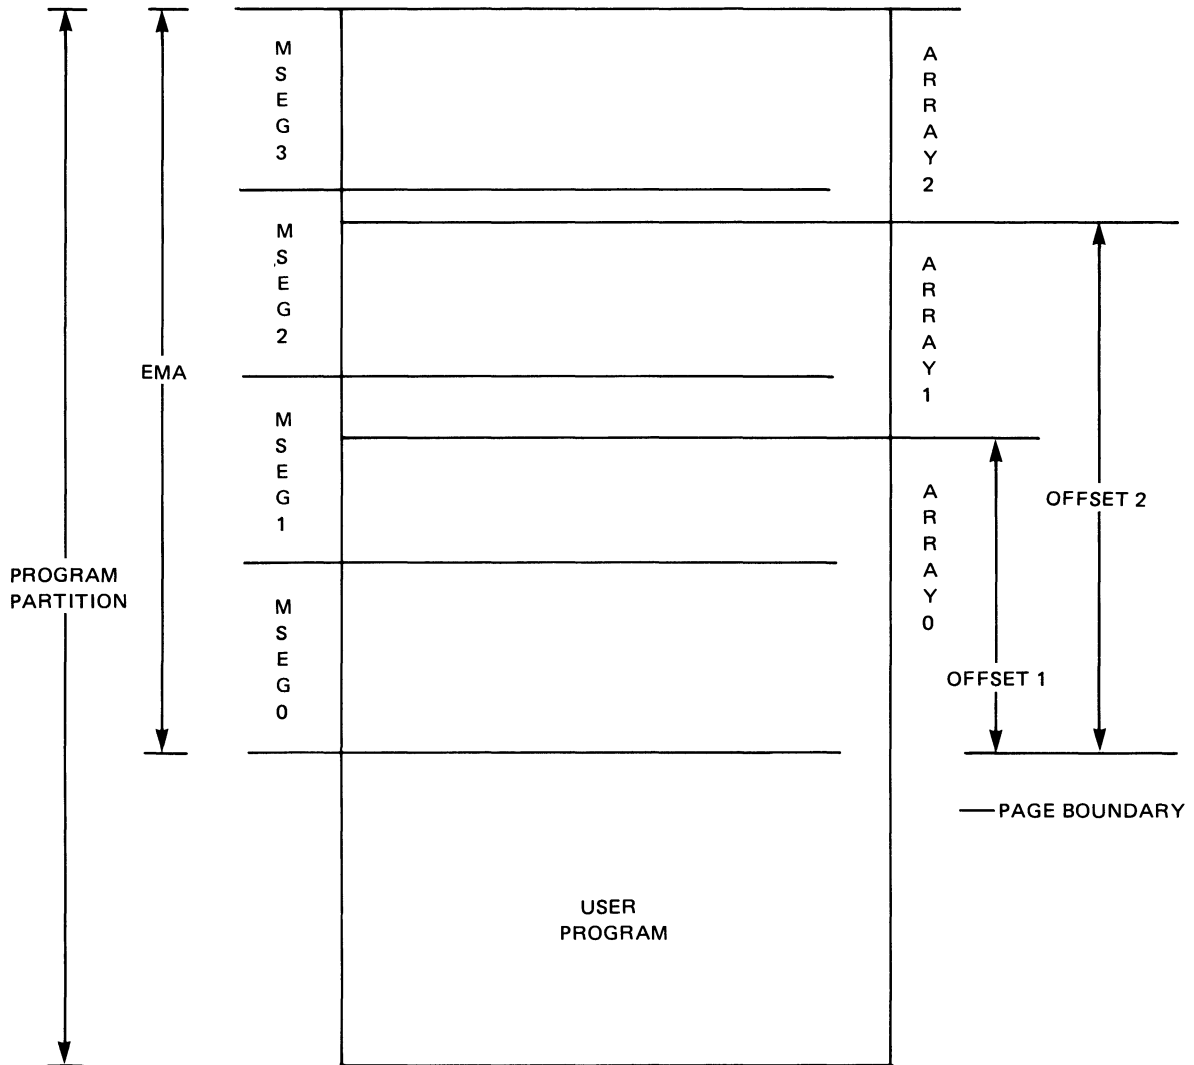 MSEG3
ARRAY2
MSEG2
ARRAY1
EMA
MSEG1
ARRAY0
OFFSET 2
PROGRAM
PARTITION
MSEG0
OFFSET 1
PAGE BOUNDARY
USER
PROGRAM